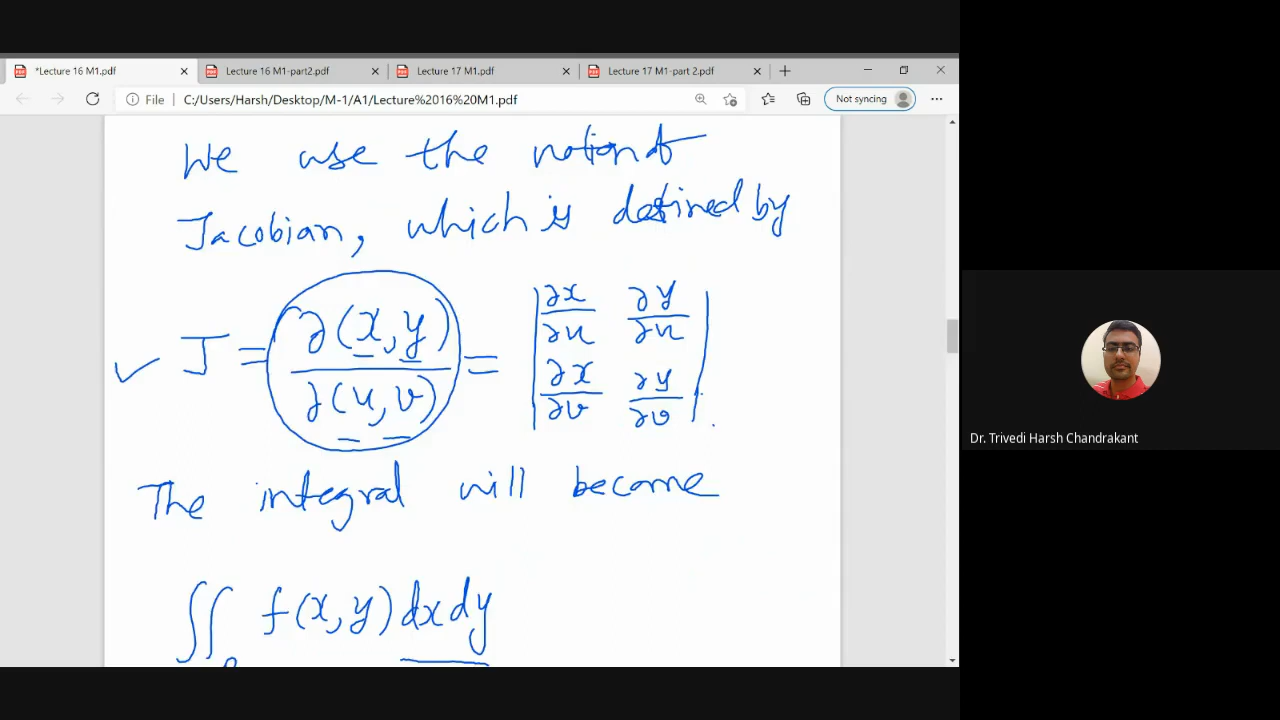 *Lecture 16 M1.pdf
Lecture 16 M1-part2.pdf
Lecture 17 M1.pdf
Lecture 17 M1-part 2.pdf
File
C:/Users/Harsh/Desktop/M-1/A1/Lecture%2016%20M1.pdf
Not syncing
We use the notion of
Jacobian, which is defined by
✓ J = ∂(x,y)/∂(u,v) = | ∂x/∂u ∂y/∂u |
| ∂x/∂v ∂y/∂v | .
The integral will become
∬ f(x,y) dx dy
Dr. Trivedi Harsh Chandrakant